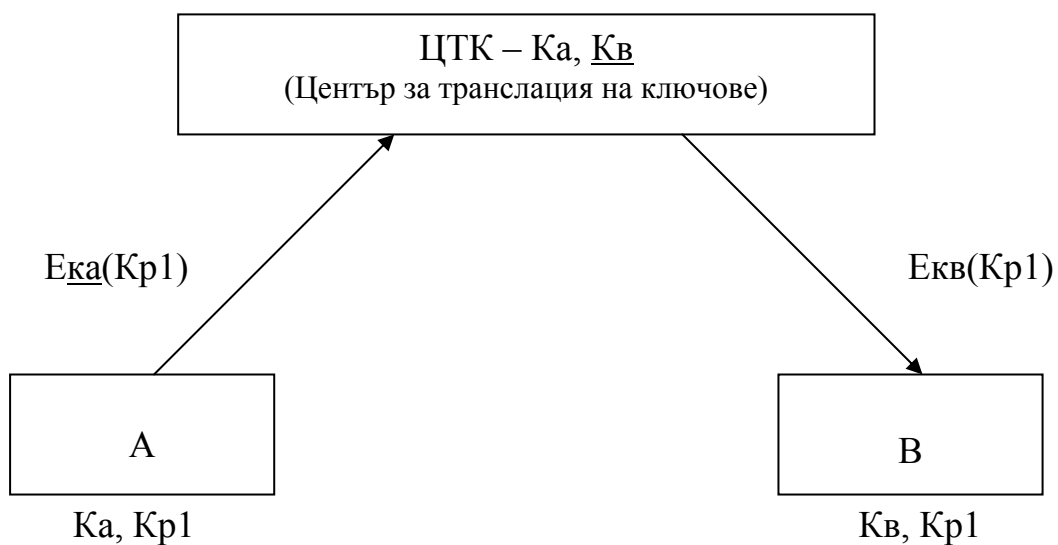 ЦТК – Ка, Кв
(Център за транслация на ключове)
Ека(Кр1)
Екв(Кр1)
А
В
Ка, Кр1
Кв, Кр1